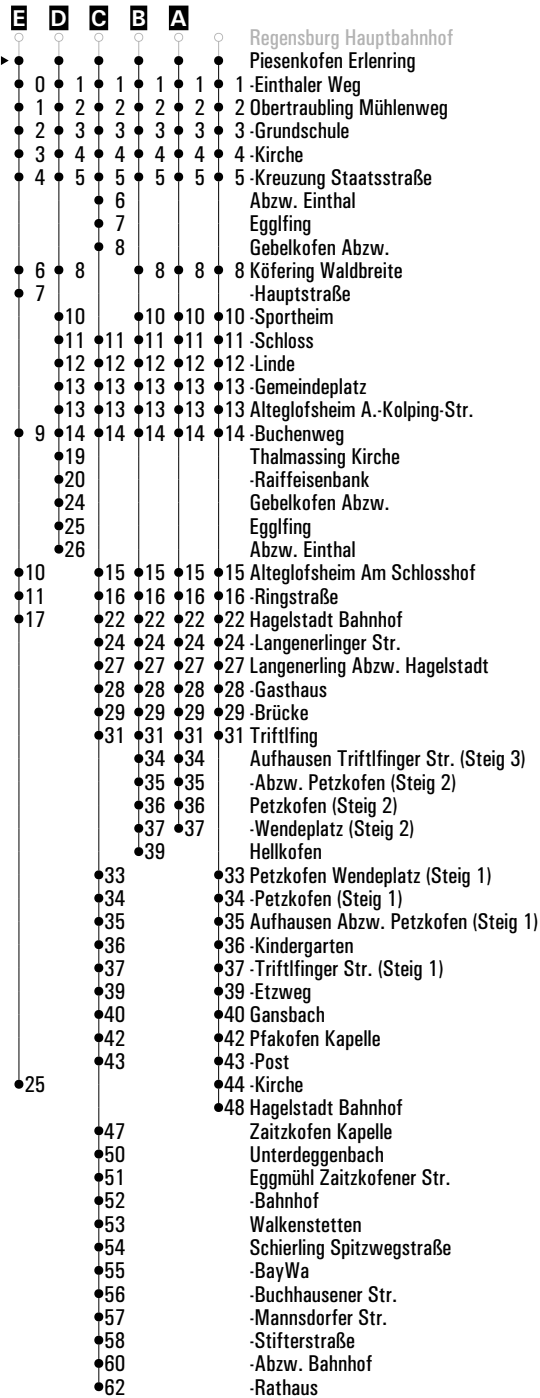 E D C B A
Regensburg Hauptbahnhof
Piesenkofen Erlenring
0 1 1 1 1 1 -Einthaler Weg
1 2 2 2 2 2 Obertraubling Mühlenweg
2 3 3 3 3 3 -Grundschule
3 4 4 4 4 4 -Kirche
4 5 5 5 5 5 -Kreuzung Staatsstraße
6 Abzw. Einthal
7 Egglfing
8 Gebelkofen Abzw.
6 8 8 8 8 Köfering Waldbreite
7 -Hauptstraße
10 10 10 10 -Sportheim
11 11 11 11 11 -Schloss
12 12 12 12 12 -Linde
13 13 13 13 13 -Gemeindeplatz
13 13 13 13 13 Alteglofsheim A.-Kolping-Str.
9 14 14 14 14 14 -Buchenweg
19 Thalmassing Kirche
20 -Raiffeisenbank
24 Gebelkofen Abzw.
25 Egglfing
26 Abzw. Einthal
10 15 15 15 15 Alteglofsheim Am Schlosshof
11 16 16 16 16 -Ringstraße
17 22 22 22 22 Hagelstadt Bahnhof
24 24 24 24 -Langenerlinger Str.
27 27 27 27 Langenerling Abzw. Hagelstadt
28 28 28 28 -Gasthaus
29 29 29 29 -Brücke
31 31 31 31 Triftlfing
34 34 Aufhausen Triftlfinger Str. (Steig 3)
35 35 -Abzw. Petzkofen (Steig 2)
36 36 Petzkofen (Steig 2)
37 37 -Wendeplatz (Steig 2)
39 Hellkofen
33 33 Petzkofen Wendeplatz (Steig 1)
34 34 -Petzkofen (Steig 1)
35 35 Aufhausen Abzw. Petzkofen (Steig 1)
36 36 -Kindergarten
37 37 -Triftlfinger Str. (Steig 1)
39 39 -Etzweg
40 40 Gansbach
42 42 Pfakofen Kapelle
43 43 -Post
25 44 -Kirche
48 Hagelstadt Bahnhof
47 Zaitzkofen Kapelle
50 Unterdeggenbach
51 Eggmühl Zaitzkofener Str.
52 -Bahnhof
53 Walkenstetten
54 Schierling Spitzwegstraße
55 -BayWa
56 -Buchhausener Str.
57 -Mannsdorfer Str.
58 -Stifterstraße
60 -Abzw. Bahnhof
62 -Rathaus